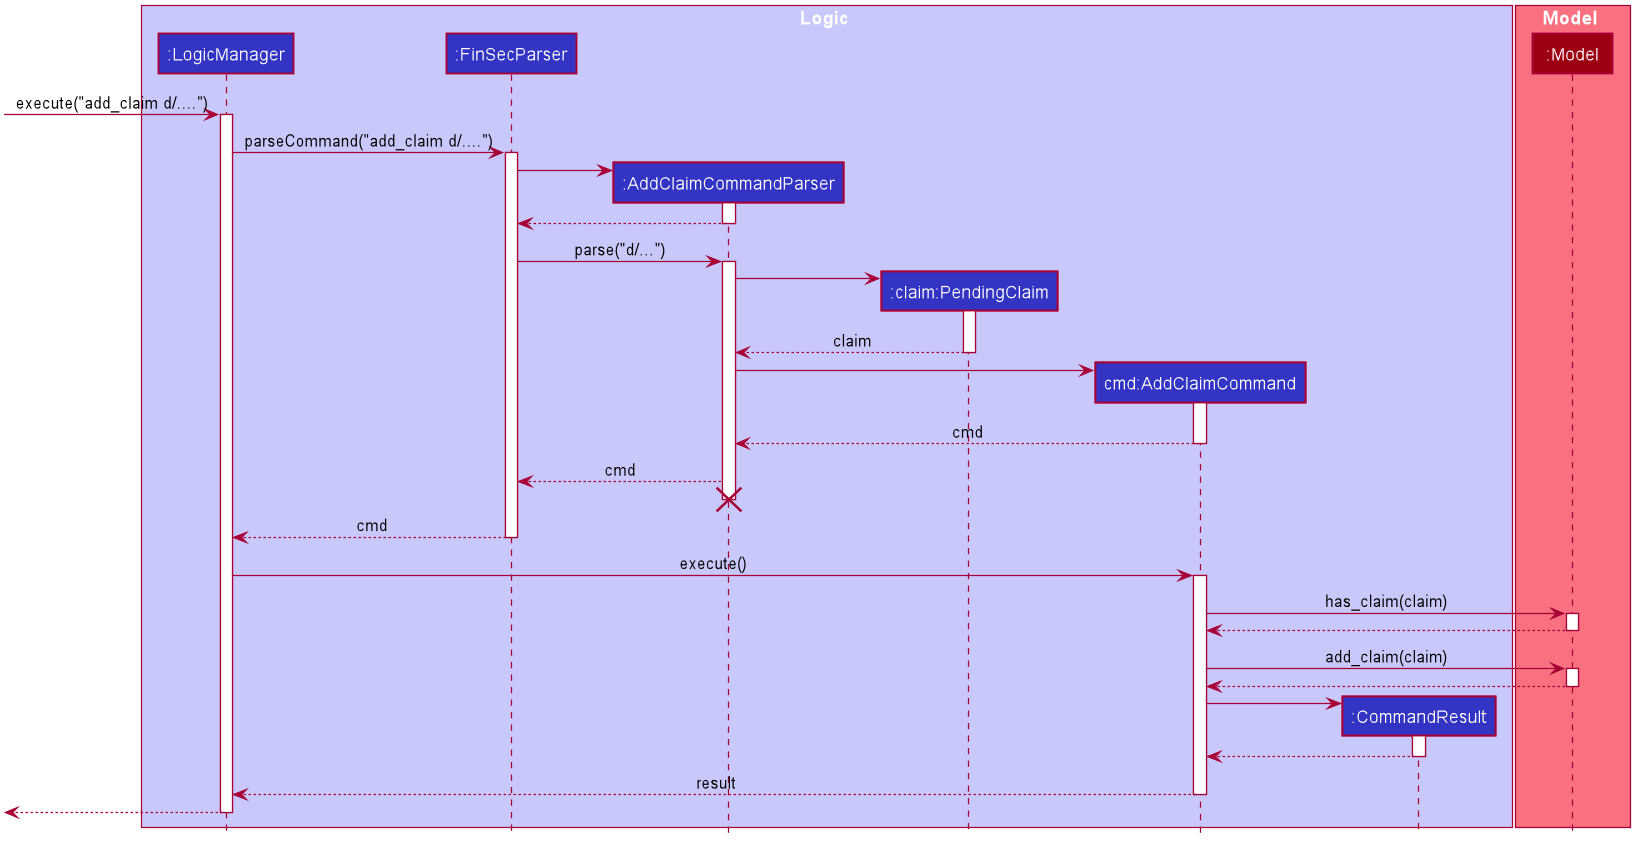 Logic
Model
:LogicManager
:FinSecParser
:Model
execute("add_claim d/....")
parseCommand("add_claim d/....")
:AddClaimCommandParser
parse("d/...")
:claim:PendingClaim
claim
cmd:AddClaimCommand
cmd
cmd
cmd
execute()
has_claim(claim)
add_claim(claim)
:CommandResult
result